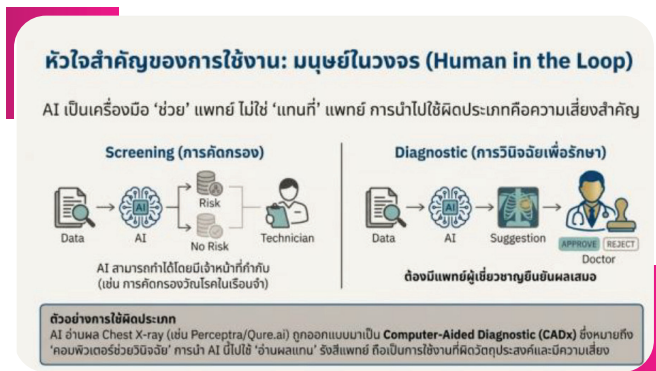 หัวใจสำคัญของการใช้งาน: มนุษย์ในวงจร (Human in the Loop)
AI เป็นเครื่องมือ ‘ช่วย’ แพทย์ ไม่ใช่ ‘แทนที่’ แพทย์ การนำไปใช้ผิดประเภทคือความเสี่ยงสำคัญ
Screening (การคัดกรอง)
AI
Risk
No Risk
Data
AI
Technician
AI สามารถทำได้โดยมีเจ้าหน้าที่กำกับ
(เช่น การคัดกรองวัณโรคในเรือนจำ)
Diagnostic (การวินิจฉัยเพื่อรักษา)
AI
Data
AI
Suggestion
APPROVE
REJECT
Doctor
ต้องมีแพทย์ผู้เชี่ยวชาญยืนยันผลเสมอ
ตัวอย่างการใช้ผิดประเภท
AI อ่านผล Chest X-ray (เช่น Perceptra/Qure.ai) ถูกออกแบบมาเป็น Computer-Aided Diagnostic (CADx) ซึ่งหมายถึง
‘คอมพิวเตอร์ช่วยวินิจฉัย’ การนำ AI นี้ไปใช้ ‘อ่านผลแทน’ รังสีแพทย์ ถือเป็นการใช้งานที่ผิดวัตถุประสงค์และมีความเสี่ยง